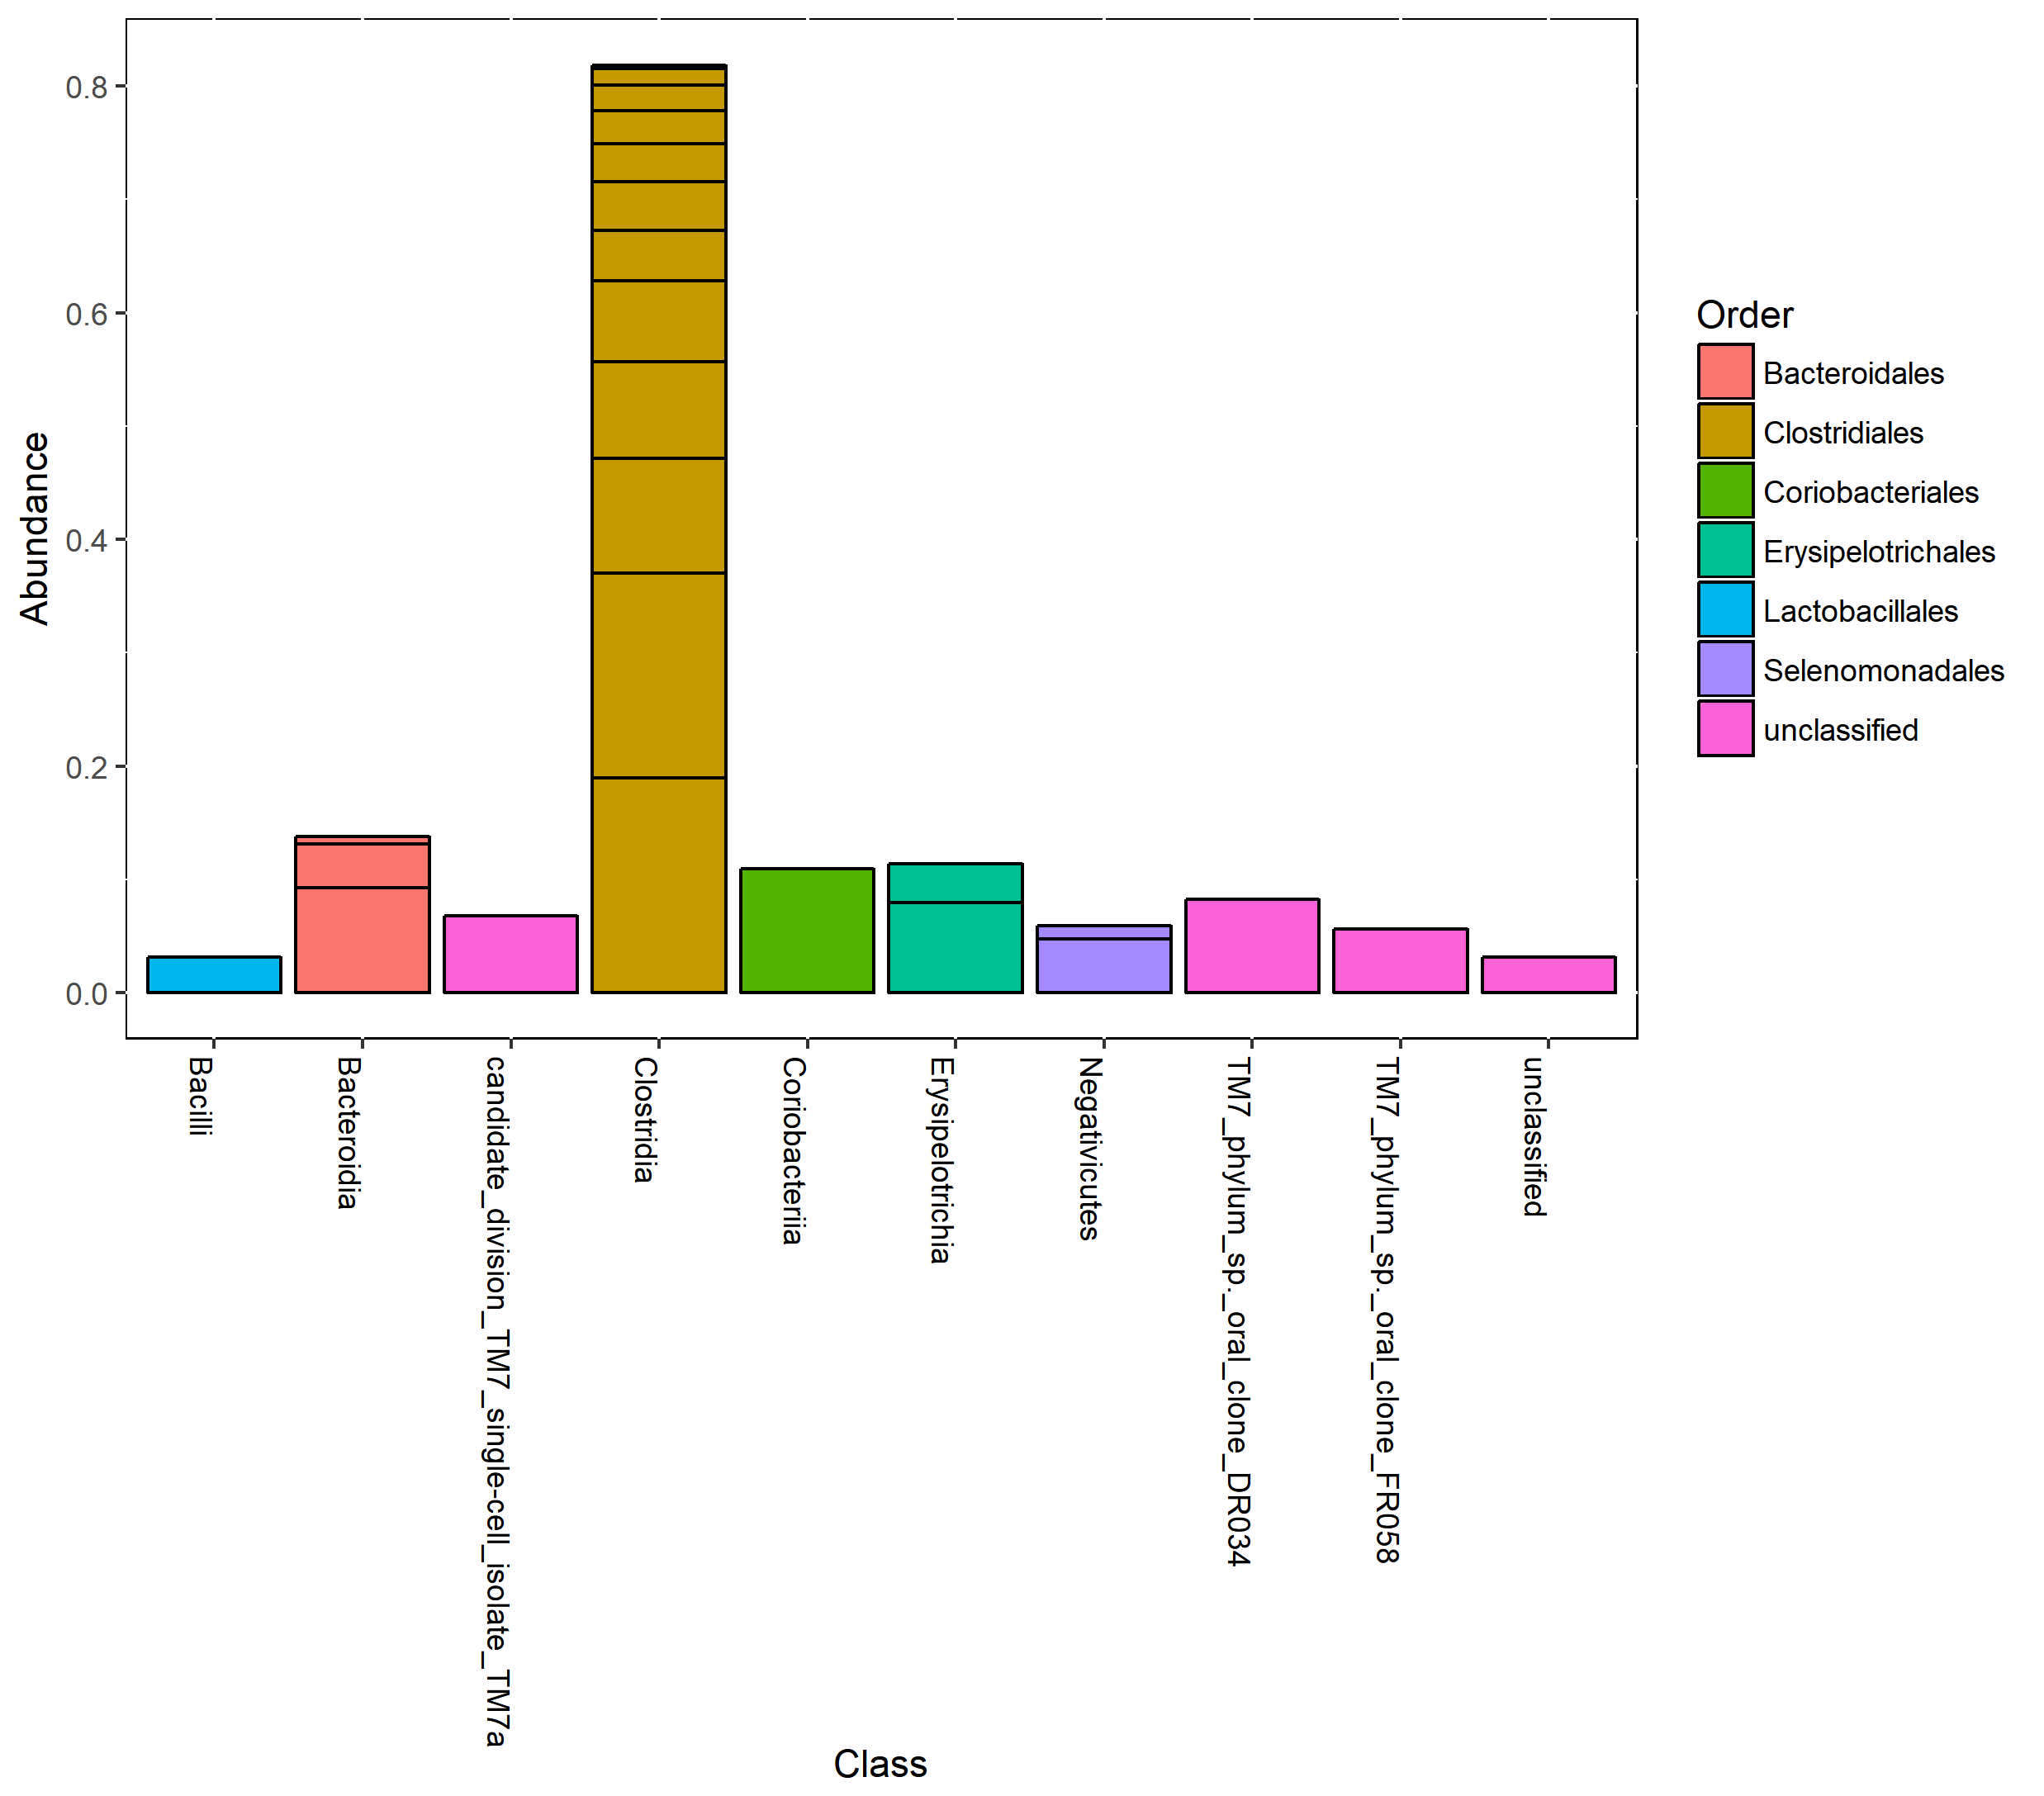 Abundance
0.8
0.6
0.4
0.2
0.0
Bacilli
Bacteroidia
candidate_division_TM7_single-cell_isolate_TM7a
Clostridia
Coriobacteriia
Erysipelotrichia
Negativicutes
TM7_phylum_sp._oral_clone_DR034
TM7_phylum_sp._oral_clone_FR058
unclassified
Class
Order
Bacteroidales
Clostridiales
Coriobacteriales
Erysipelotrichales
Lactobacillales
Selenomonadales
unclassified